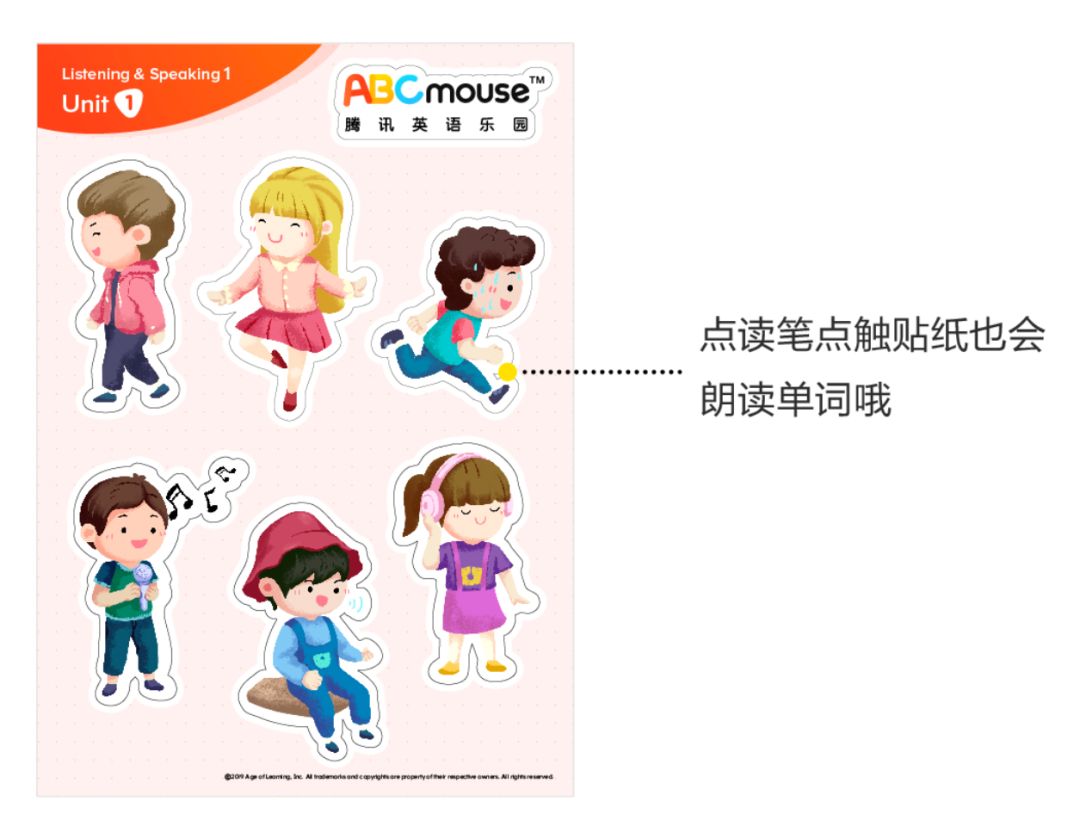 Listening & Speaking 1
Unit 1
ABCmouse™
腾讯英语乐园
点读笔点触贴纸也会
朗读单词哦
©2019 Age of Learning, Inc. All trademarks and copyrights are property of their respective owners. All rights reserved.